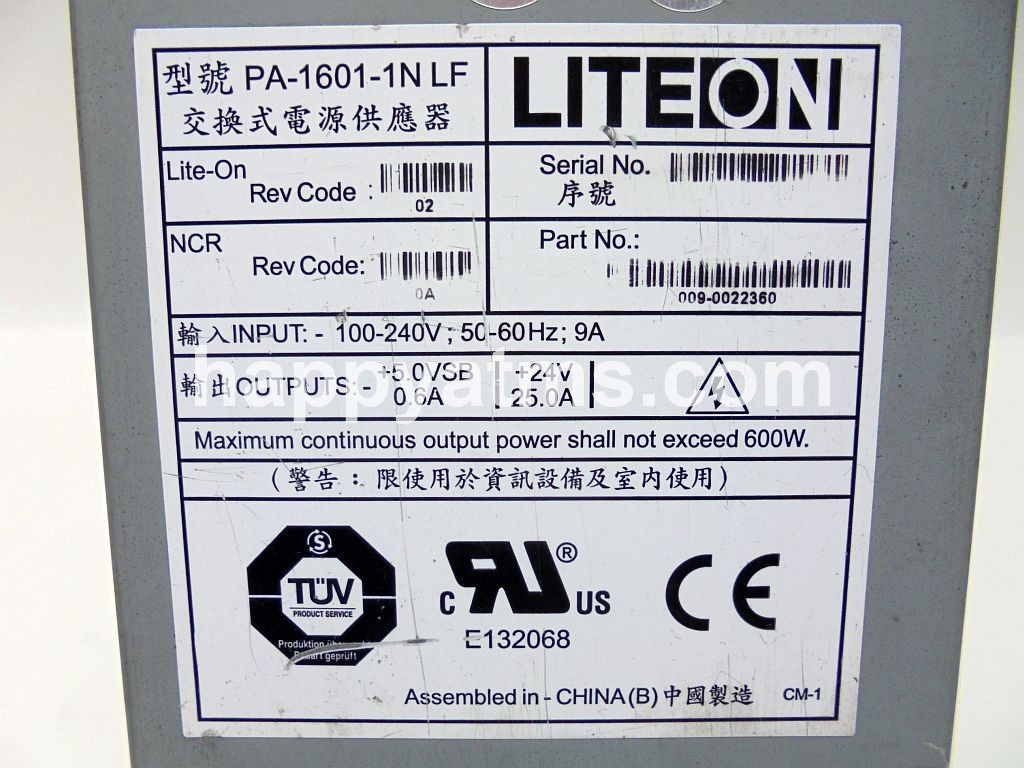 型號 PA-1601-1N LF
交換式電源供應器
LITEON
Lite-On
Rev Code :
02
Serial No.
序號
NCR
Rev Code:
0A
Part No.:
009-0022360
輸入INPUT: - 100-240V; 50-60Hz; 9A
輸出OUTPUTS: - +5.0VSB +24V
0.6A 25.0A
happyatms.com
Maximum continuous output power shall not exceed 600W.
(警告: 限使用於資訊設備及室內使用)
S
TÜV
PRODUCT SERVICE
Produktion
geprüft
C RU ® US
E132068
CE
Assembled in - CHINA(B) 中國製造 CM-1